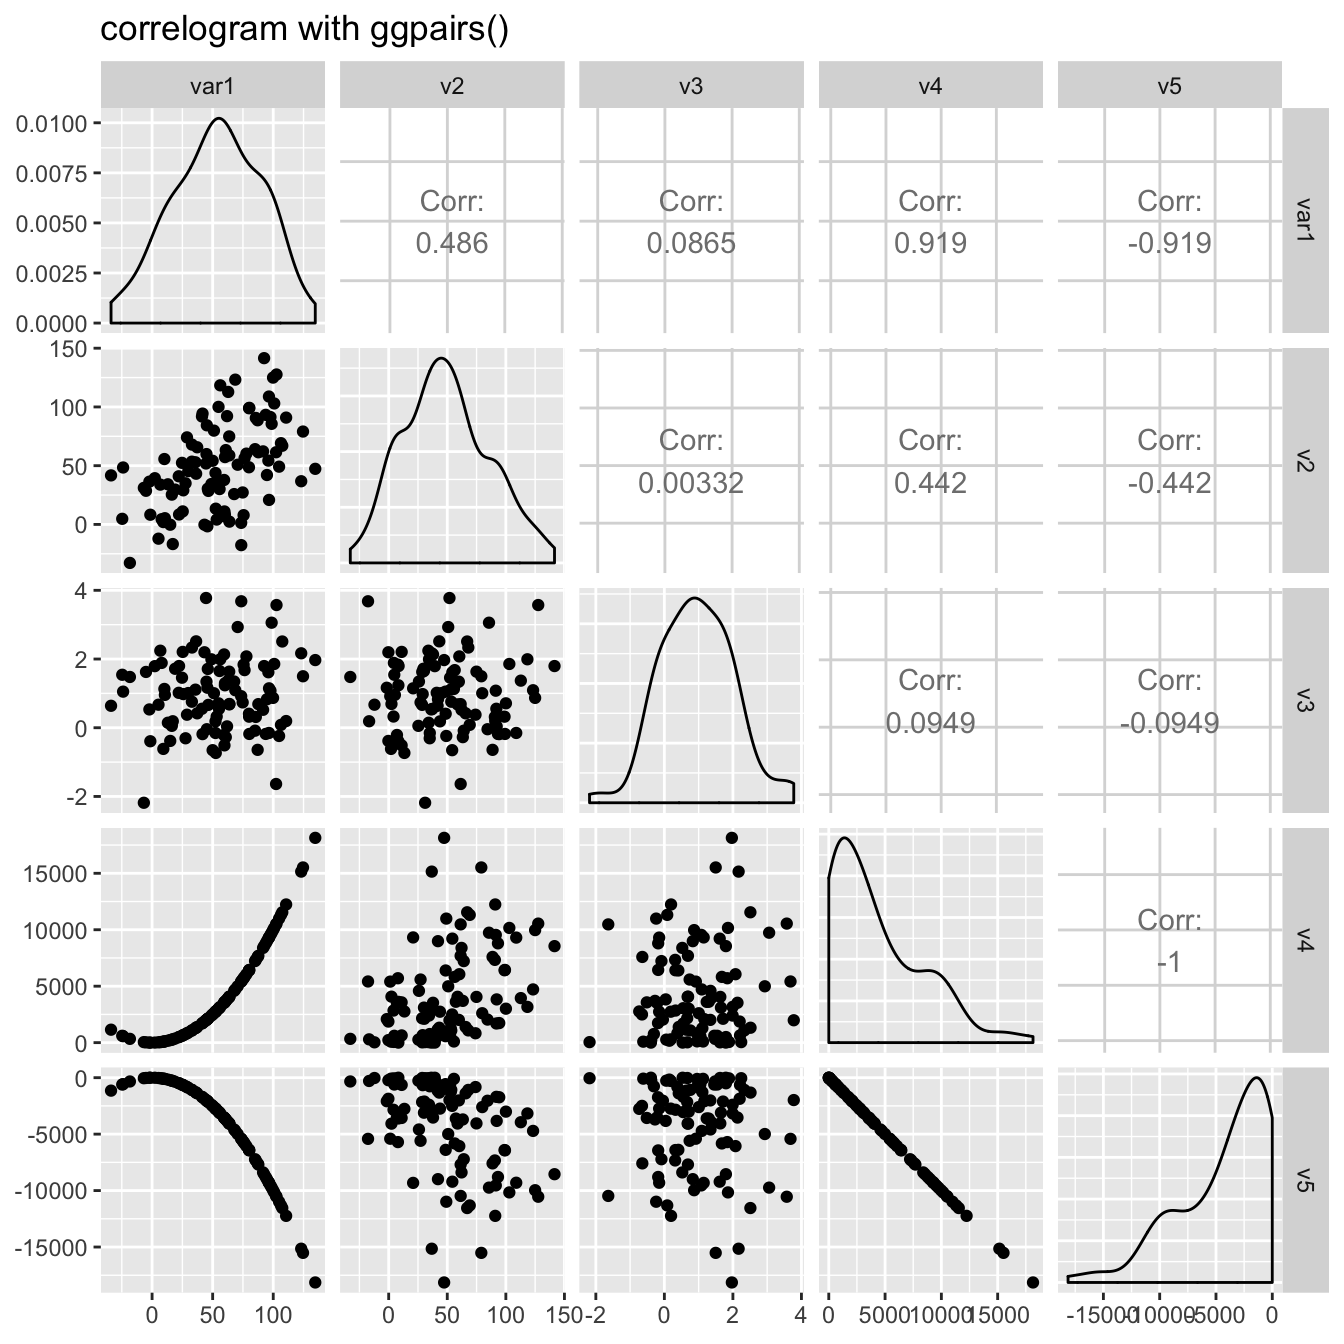 correlogram with ggpairs()
var1 v2 v3 v4 v5
0.0100
0.0075
0.0050
0.0025
0.0000
Corr:
0.486
Corr:
0.0865
Corr:
0.919
Corr:
-0.919
var1
150
100
50
0
Corr:
0.00332
Corr:
0.442
Corr:
-0.442
v2
4
2
0
-2
Corr:
0.0949
Corr:
-0.0949
v3
15000
10000
5000
0
Corr:
-1
v4
0
-5000
-10000
-15000
v5
0 50 100
0 50 100 150
-2 0 2 4
0 5000 10000 15000
-15000 -10000 -5000 0